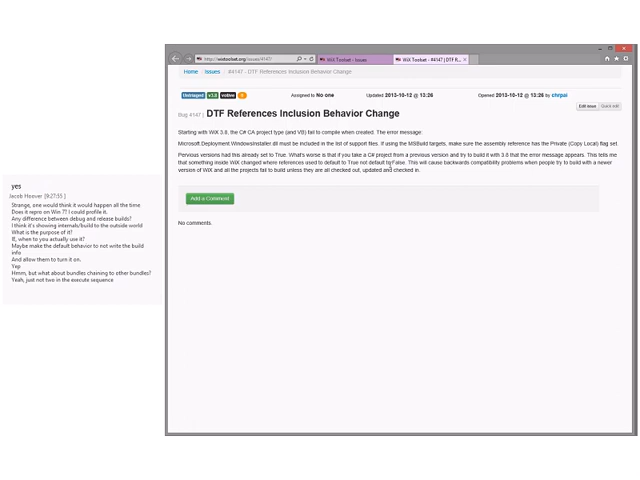 http://wixtoolset.org/issues/4147/
WiX Toolset - Issues
WiX Toolset - #4147 | DTF R...
Home / Issues / #4147 - DTF References Inclusion Behavior Change
Untriaged v3.8 votive 0 Assigned to No one Updated 2013-10-12 @ 13:26 Opened 2013-10-12 @ 13:26 by chrpai
Edit issue Quick edit
Bug 4147 | DTF References Inclusion Behavior Change
Starting with WiX 3.8, the C# CA project type (and VB) fail to compile when created. The error message:
Microsoft.Deployment.WindowsInstaller.dll must be included in the list of support files. If using the MSBuild targets, make sure the assembly reference has the Private (Copy Local) flag set.
Pervious versions had this already set to True. What's worse is that if you take a C# project from a previous version and try to build it with 3.8 that the error message appears. This tells me
that something inside WiX changed where references used to default to True not default to False. This will cause backwards compatibility problems when people try to build with a newer
version of WiX and all the projects fail to build unless they are all checked out, updated and checked in.
Add a Comment
No comments.
yes
Jacob Hoover [9:27:55 ]
Strange, one would think it would happen all the time
Does it repro on Win 7? I could profile it.
Any difference between debug and release builds?
I think it's showing internals/build to the outside world
What is the purpose of it?
IE, when to you actually use it?
Maybe make the default behavior to not write the build
info
And allow them to turn it on.
Yep
Hmm, but what about bundles chaining to other bundles?
Yeah, just not two in the execute sequence